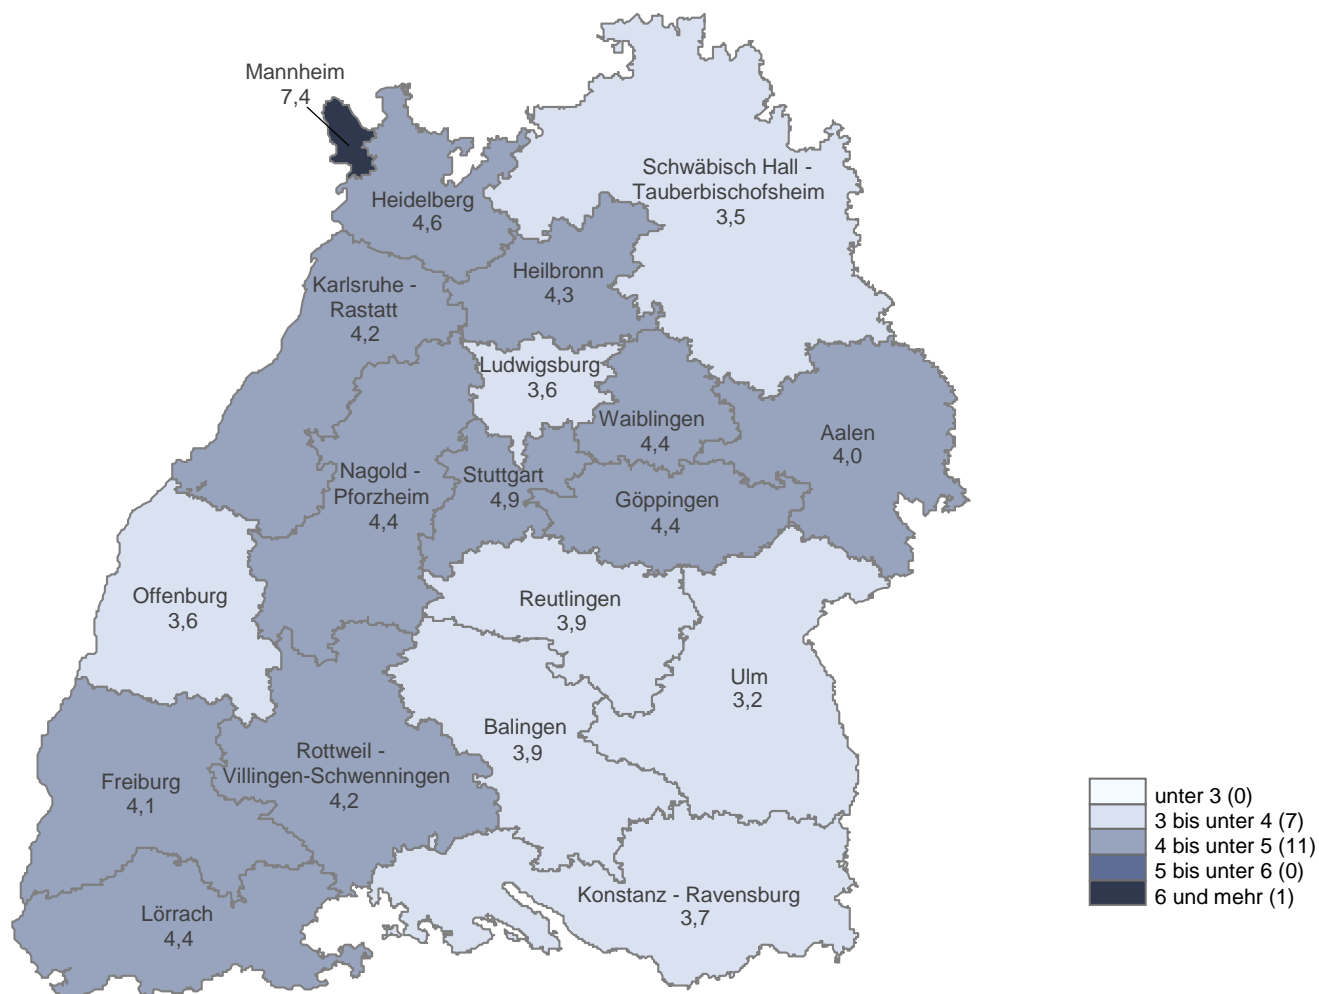 Mannheim
7,4
Schwäbisch Hall -
Tauberbischofsheim
3,5
Heidelberg
4,6
Heilbronn
4,3
Karlsruhe -
Rastatt
4,2
Ludwigsburg
3,6
Waiblingen
4,4
Aalen
4,0
Nagold -
Pforzheim
4,4
Stuttgart
4,9
Göppingen
4,4
Offenburg
3,6
Reutlingen
3,9
Ulm
3,2
Balingen
3,9
Rottweil -
Villingen-Schwenningen
4,2
Freiburg
4,1
Konstanz - Ravensburg
3,7
Lörrach
4,4
unter 3 (0)
3 bis unter 4 (7)
4 bis unter 5 (11)
5 bis unter 6 (0)
6 und mehr (1)